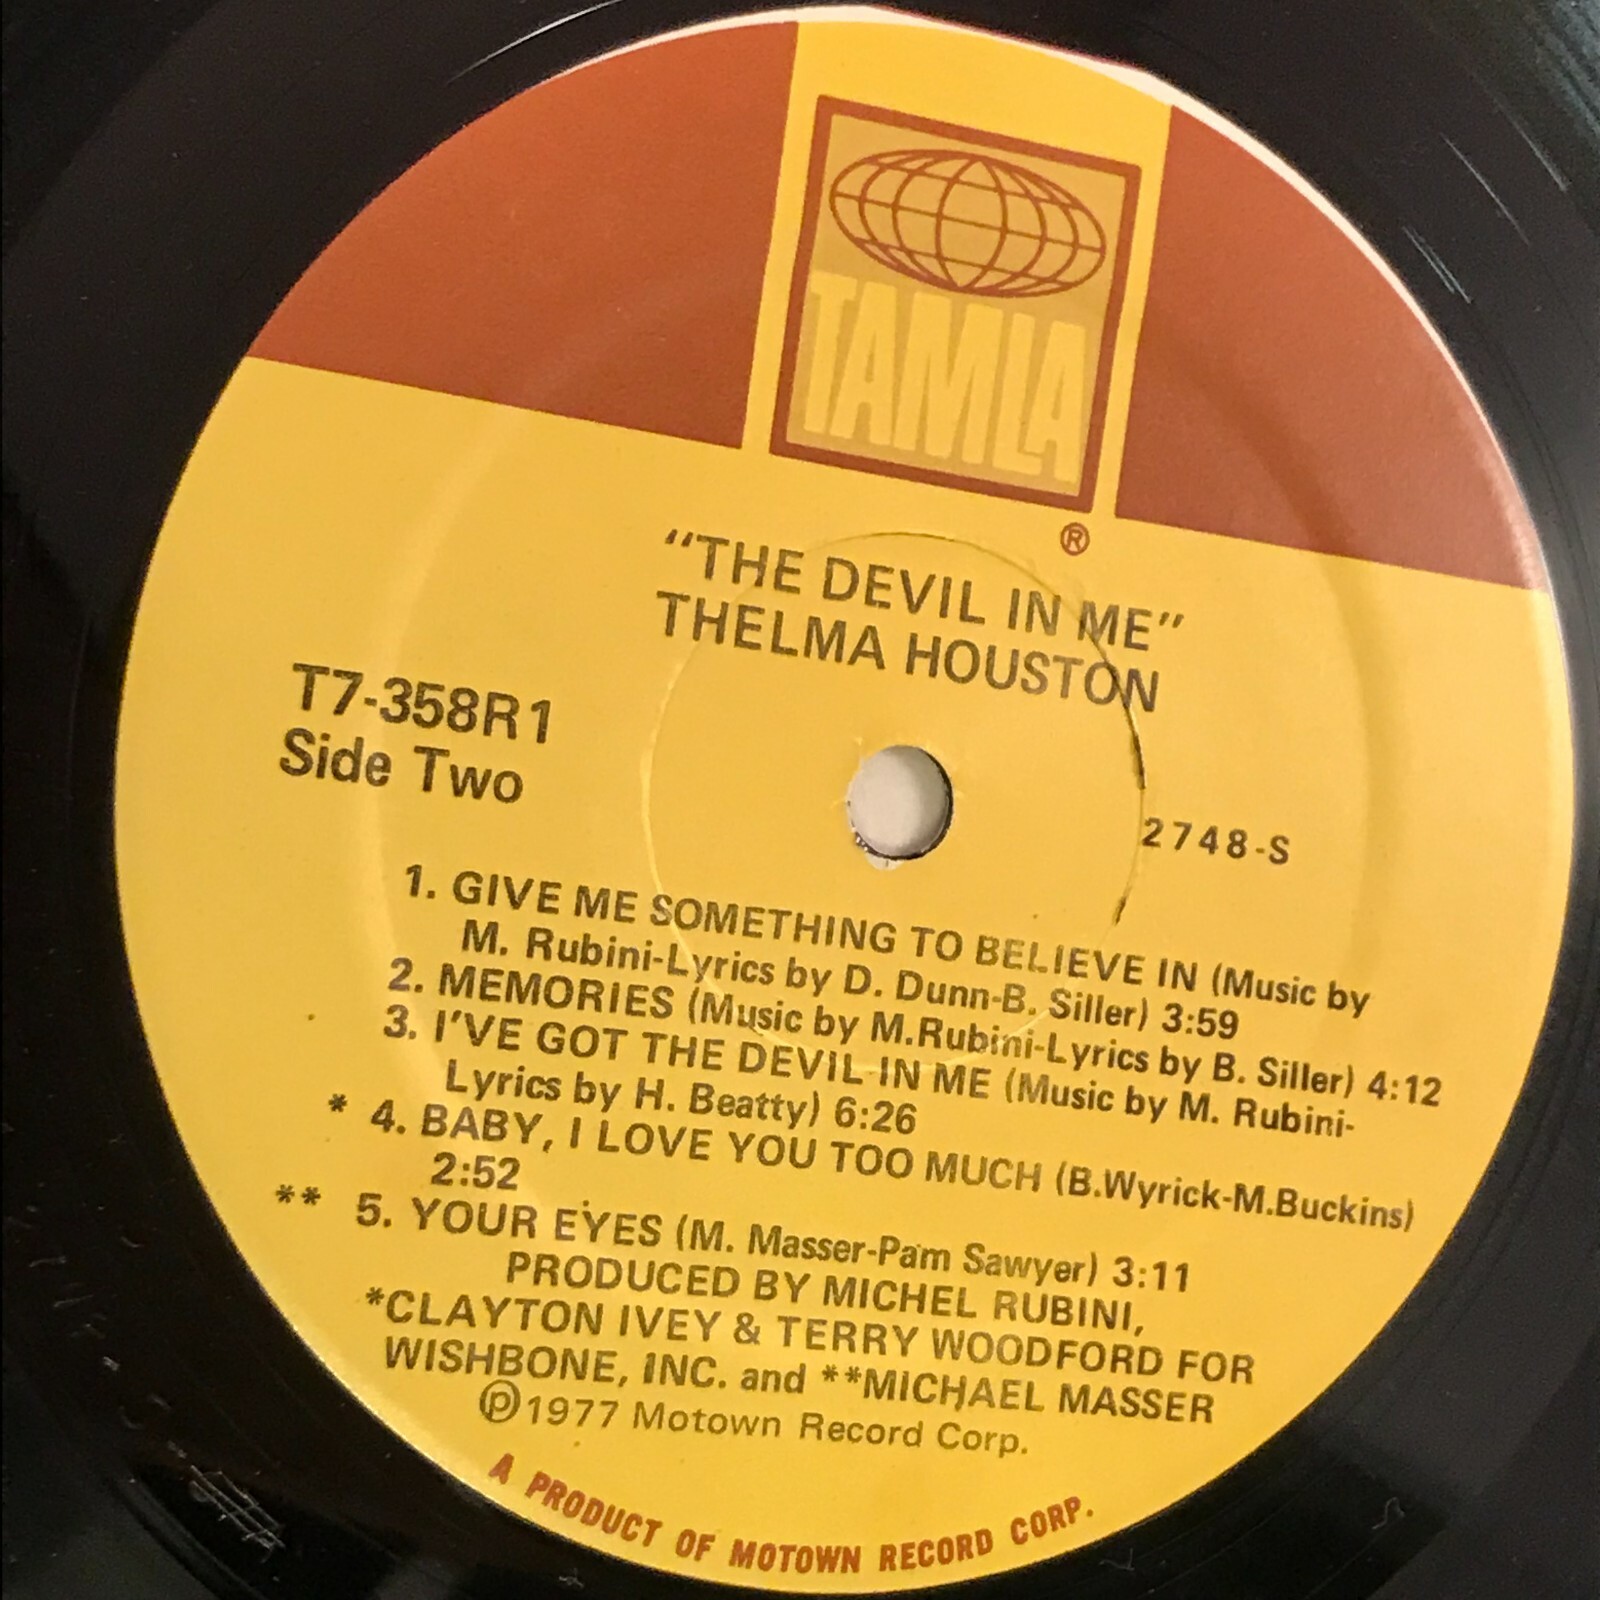 TAMLA
®
"THE DEVIL IN ME"
THELMA HOUSTON
T7-358R1
Side Two
2748-S
1. GIVE ME SOMETHING TO BELIEVE IN (Music by
M. Rubini-Lyrics by D. Dunn-B. Siller) 3:59
2. MEMORIES (Music by M.Rubini-Lyrics by B. Siller) 4:12
3. I'VE GOT THE DEVIL IN ME (Music by M. Rubini-
Lyrics by H. Beatty) 6:26
* 4. BABY, I LOVE YOU TOO MUCH (B.Wyrick-M.Buckins)
2:52
** 5. YOUR EYES (M. Masser-Pam Sawyer) 3:11
PRODUCED BY MICHEL RUBINI,
*CLAYTON IVEY & TERRY WOODFORD FOR
WISHBONE, INC. and **MICHAEL MASSER
℗1977 Motown Record Corp.
A PRODUCT OF MOTOWN RECORD CORP.